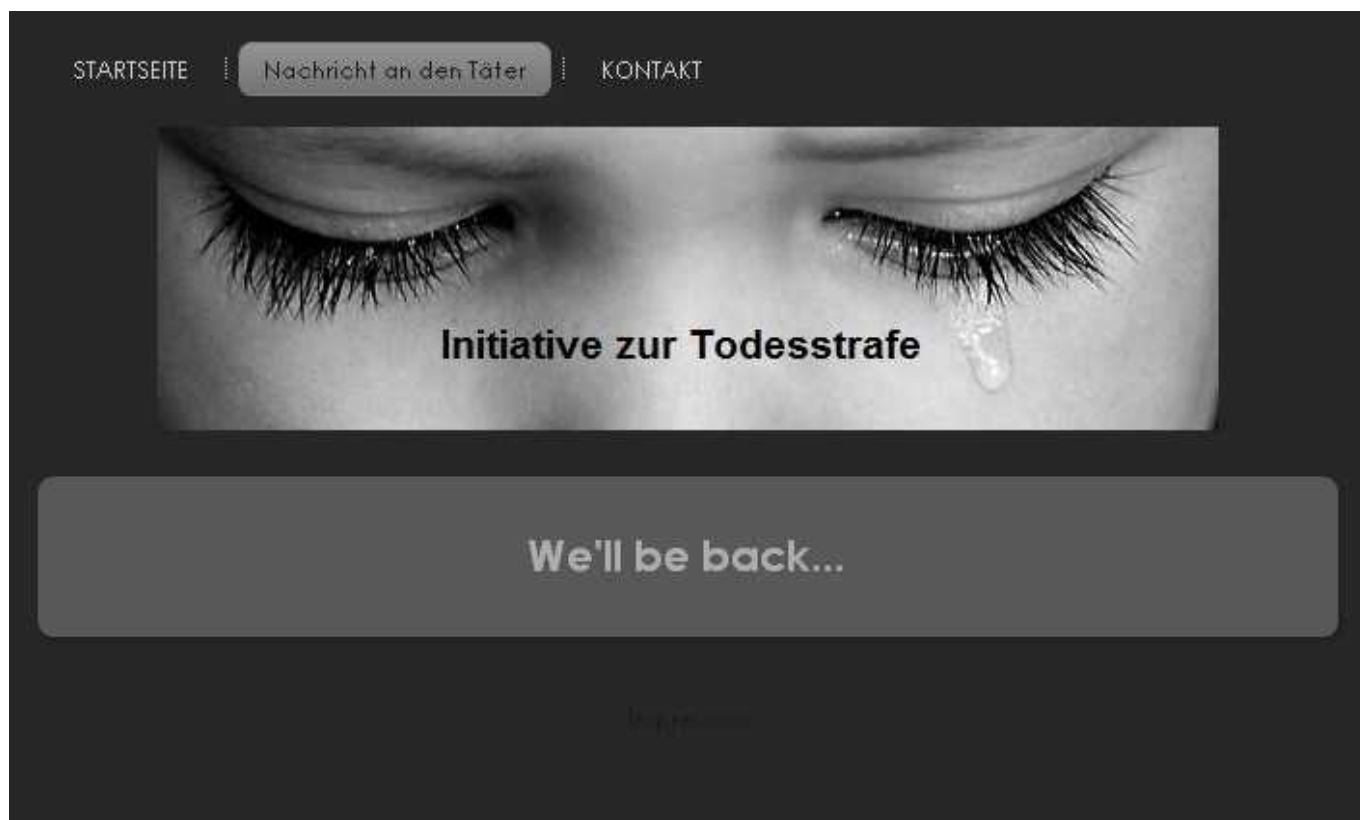 STARTSEITE Nachricht an den Täter KONTAKT
Initiative zur Todesstrafe
We'll be back...